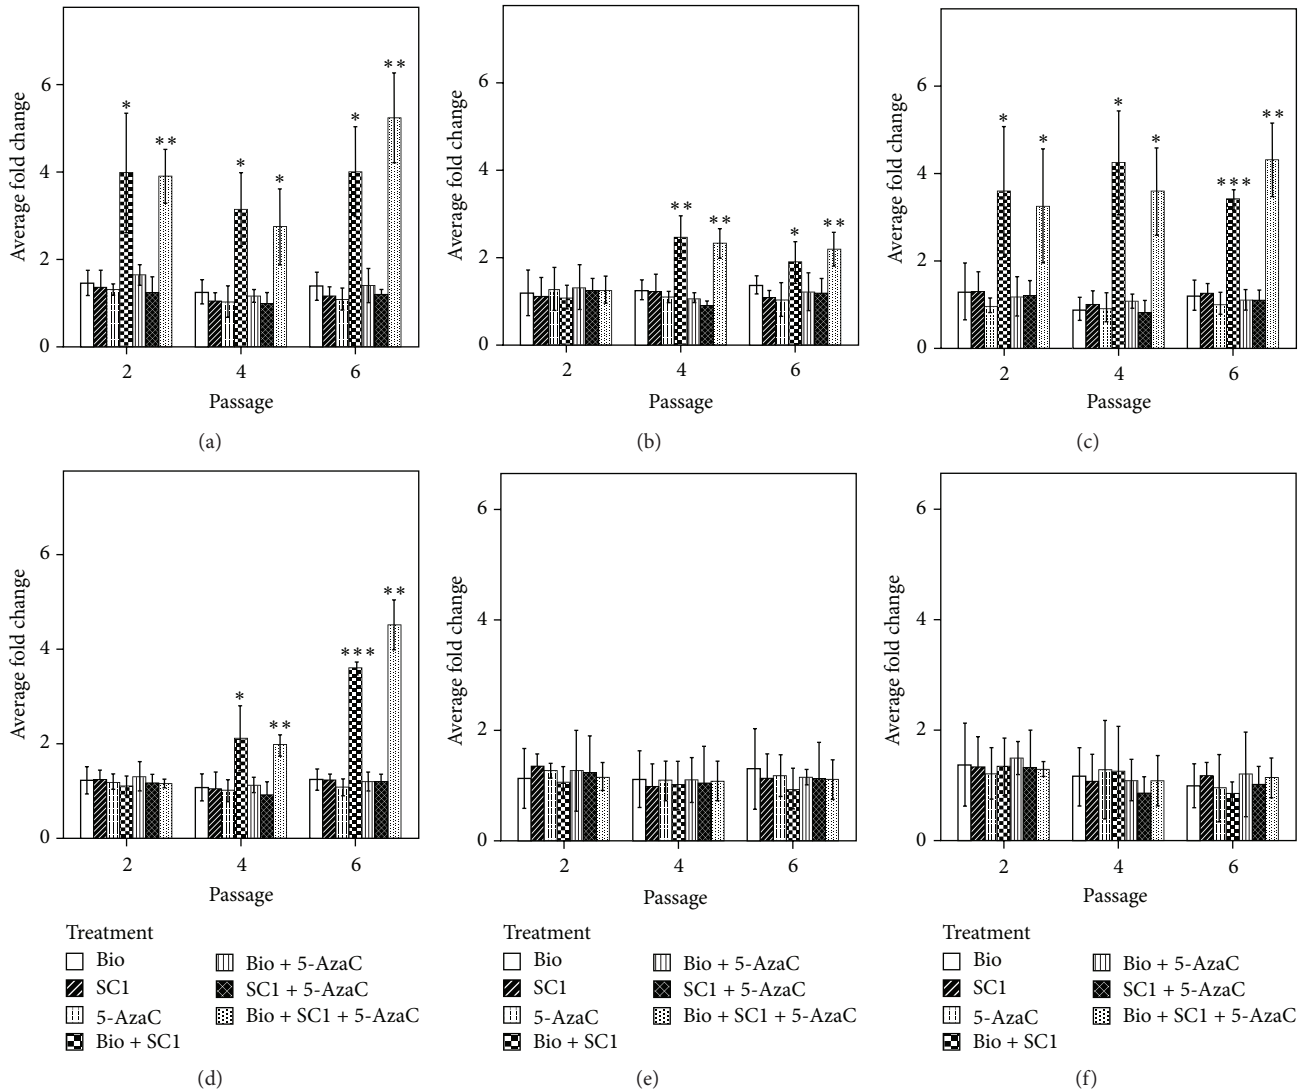 Average fold change
6
4
2
0
*
**
*
*
*
**
2 4 6
Passage
(a)
Average fold change
6
4
2
0
**
**
*
**
2 4 6
Passage
(b)
Average fold change
6
4
2
0
*
*
*
*
***
**
2 4 6
Passage
(c)
Average fold change
6
4
2
0
*
**
***
**
2 4 6
Passage
Treatment
Bio
SC1
5-AzaC
Bio + SC1
Bio + 5-AzaC
SC1 + 5-AzaC
Bio + SC1 + 5-AzaC
(d)
Average fold change
6
4
2
0
2 4 6
Passage
Treatment
Bio
SC1
5-AzaC
Bio + SC1
Bio + 5-AzaC
SC1 + 5-AzaC
Bio + SC1 + 5-AzaC
(e)
Average fold change
6
4
2
0
2 4 6
Passage
Treatment
Bio
SC1
5-AzaC
Bio + SC1
Bio + 5-AzaC
SC1 + 5-AzaC
Bio + SC1 + 5-AzaC
(f)